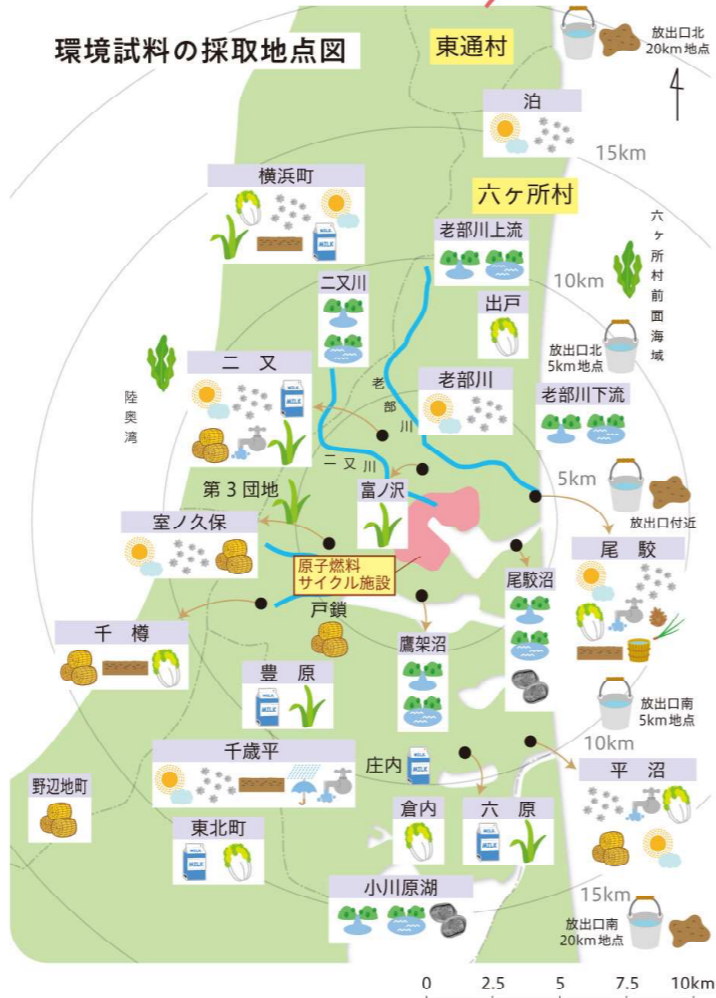 環境試料の採取地点図
東通村
放出口北
20km地点
泊
15km
横浜町
MILK
六ヶ所村
老部川上流
六ヶ所村前面海域
10km
二又川
出戸
放出口北
5km地点
二 又
MILK
老部川
老部川
老部川下流
陸奥湾
二又川
5km
第3団地
富ノ沢
放出口付近
室ノ久保
尾 駮
原子燃料
サイクル施設
尾駮沼
戸鎖
千 樽
鷹架沼
豊 原
MILK
放出口南
5km地点
10km
千歳平
庄内
MILK
平 沼
野辺地町
東北町
MILK
倉内
六 原
MILK
小川原湖
15km
放出口南
20km地点
0 2.5 5 7.5 10km